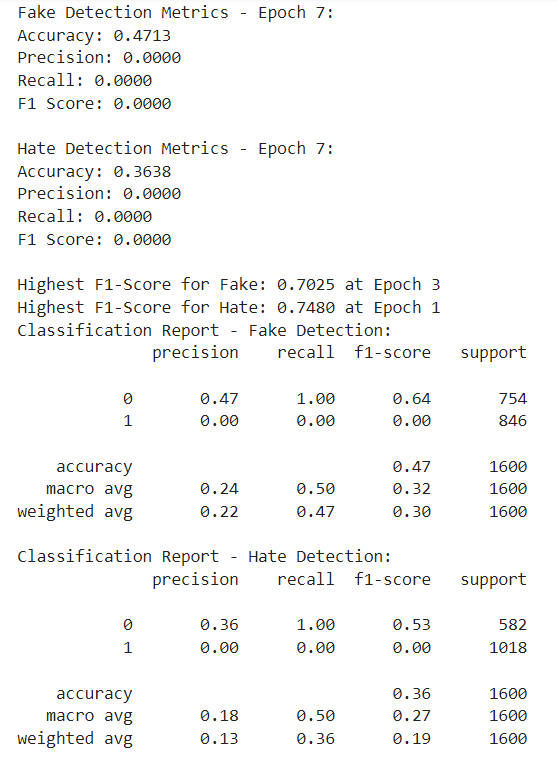 Fake Detection Metrics - Epoch 7:
Accuracy: 0.4713
Precision: 0.0000
Recall: 0.0000
F1 Score: 0.0000
Hate Detection Metrics - Epoch 7:
Accuracy: 0.3638
Precision: 0.0000
Recall: 0.0000
F1 Score: 0.0000
Highest F1-Score for Fake: 0.7025 at Epoch 3
Highest F1-Score for Hate: 0.7480 at Epoch 1
Classification Report - Fake Detection:
precision recall f1-score support
0 0.47 1.00 0.64 754
1 0.00 0.00 0.00 846
accuracy 0.47 1600
macro avg 0.24 0.50 0.32 1600
weighted avg 0.22 0.47 0.30 1600
Classification Report - Hate Detection:
precision recall f1-score support
0 0.36 1.00 0.53 582
1 0.00 0.00 0.00 1018
accuracy 0.36 1600
macro avg 0.18 0.50 0.27 1600
weighted avg 0.13 0.36 0.19 1600